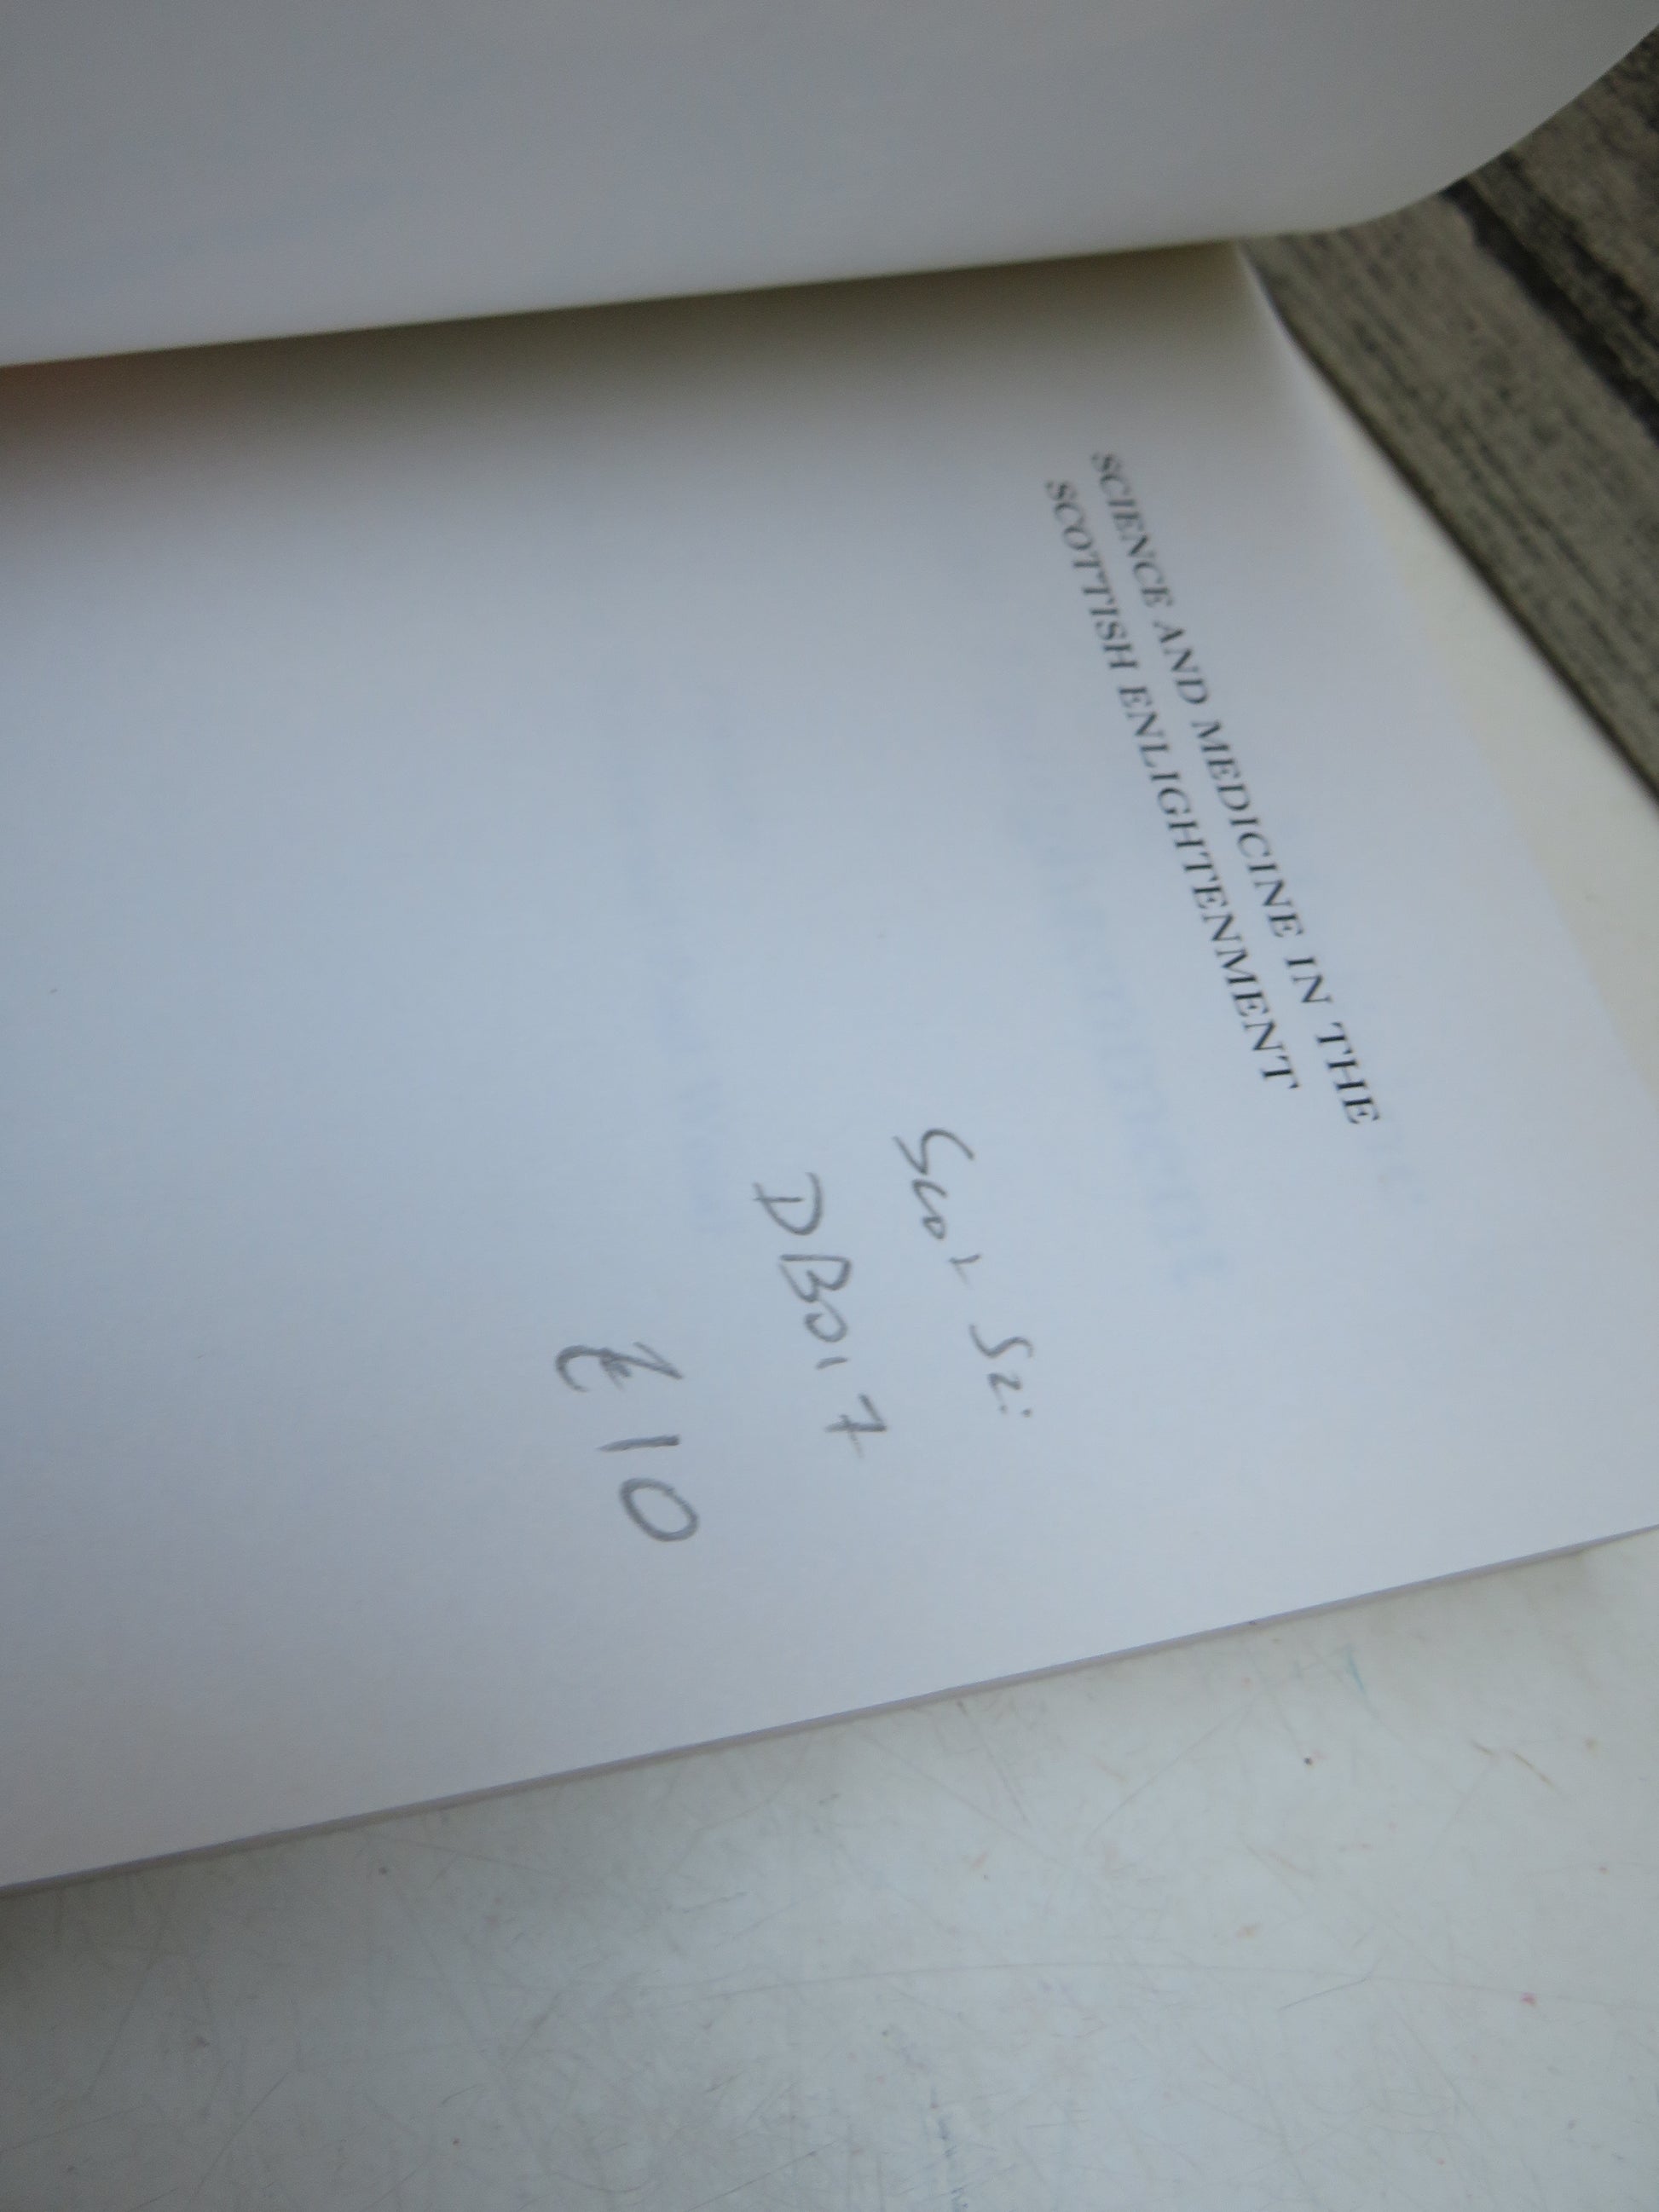 SCIENCE AND MEDICINE IN THE
SCOTTISH ENLIGHTENMENT
Scot Sci
DB017
£10